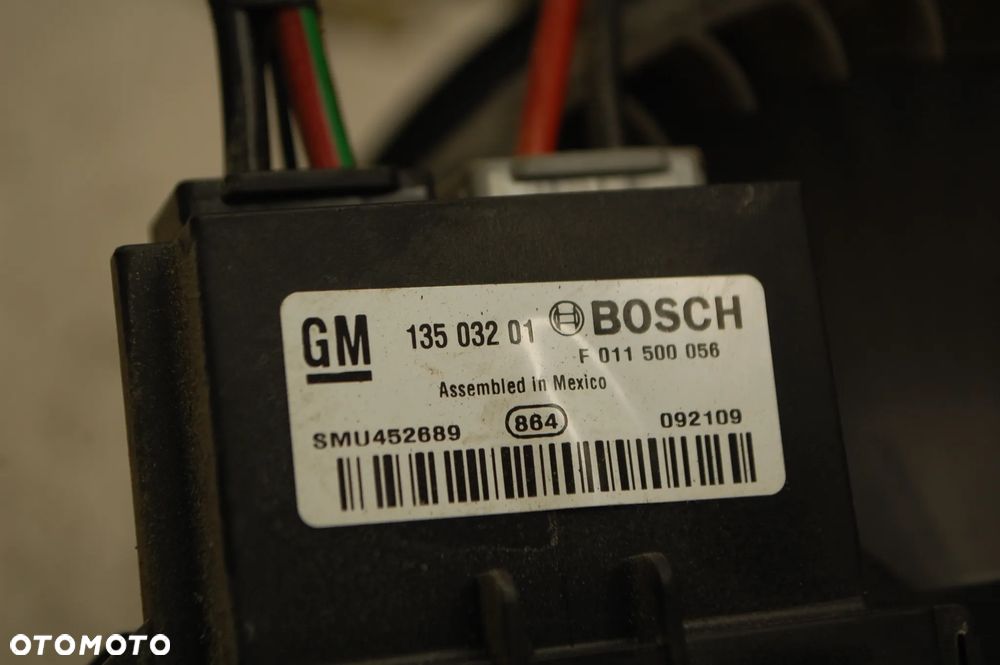 GM 135 032 01 BOSCH
F 011 500 056
Assembled in Mexico
SMU452689 864 092109
OTOMOTO